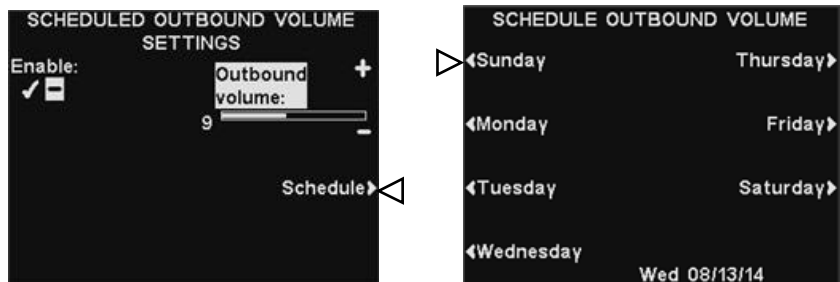 SCHEDULED OUTBOUND VOLUME
SETTINGS
Enable:
✓ −
Outbound
volume:
+
9
−
Schedule
SCHEDULE OUTBOUND VOLUME
Sunday
Thursday
Monday
Friday
Tuesday
Saturday
Wednesday
Wed 08/13/14